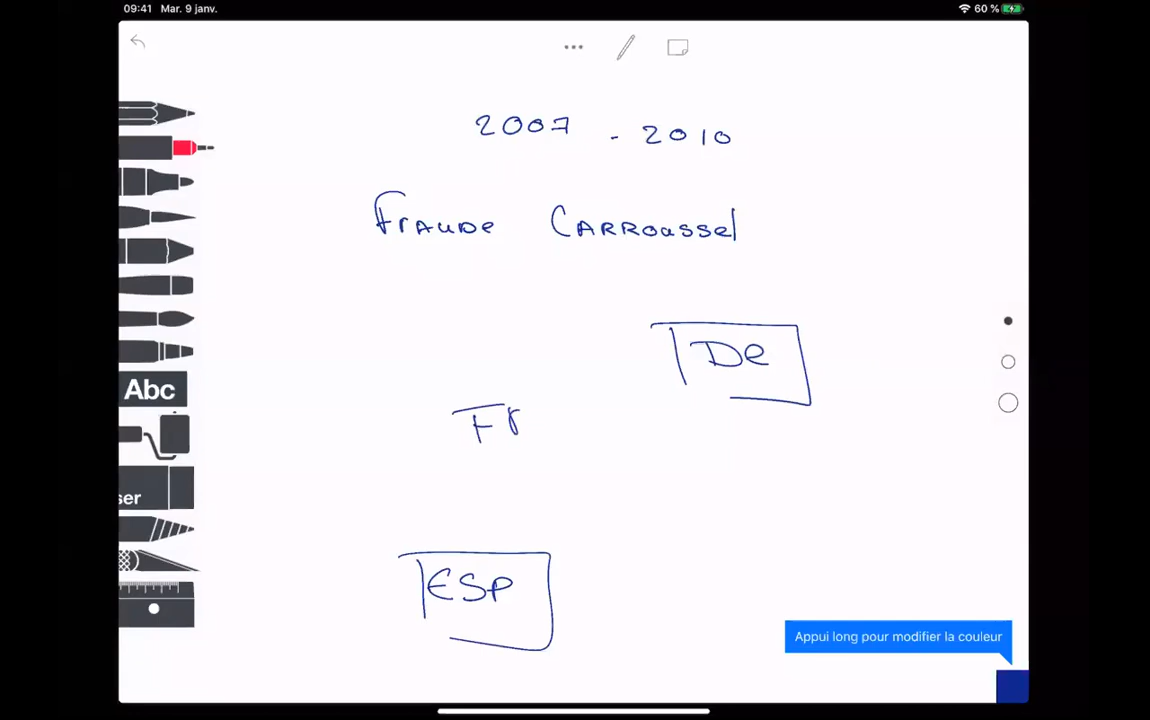 09:41 Mar. 9 janv.
60 %
2007 - 2010
Fraude Carroussel
De
Abc
Fr
ser
ESP
Appui long pour modifier la couleur